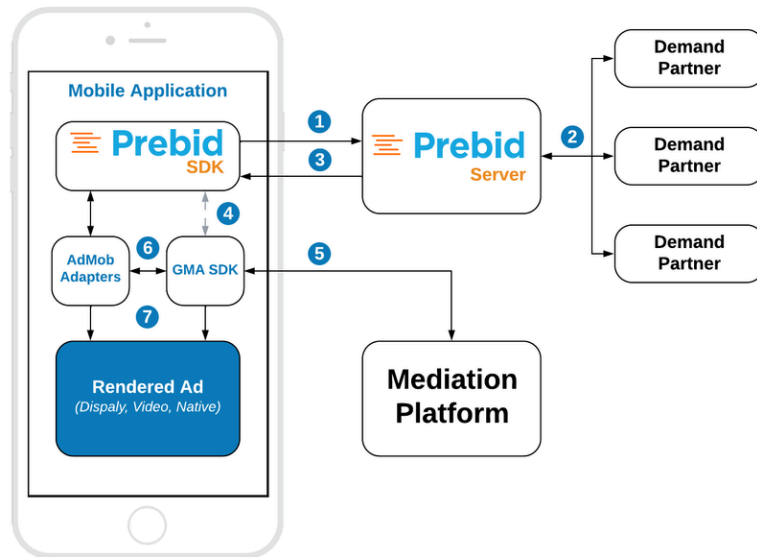 Mobile Application
Prebid
SDK
1
3
Prebid
Server
2
Demand
Partner
Demand
Partner
Demand
Partner
4
AdMob
Adapters
6
GMA SDK
5
7
Rendered Ad
(Dispaly, Video, Native)
Mediation
Platform